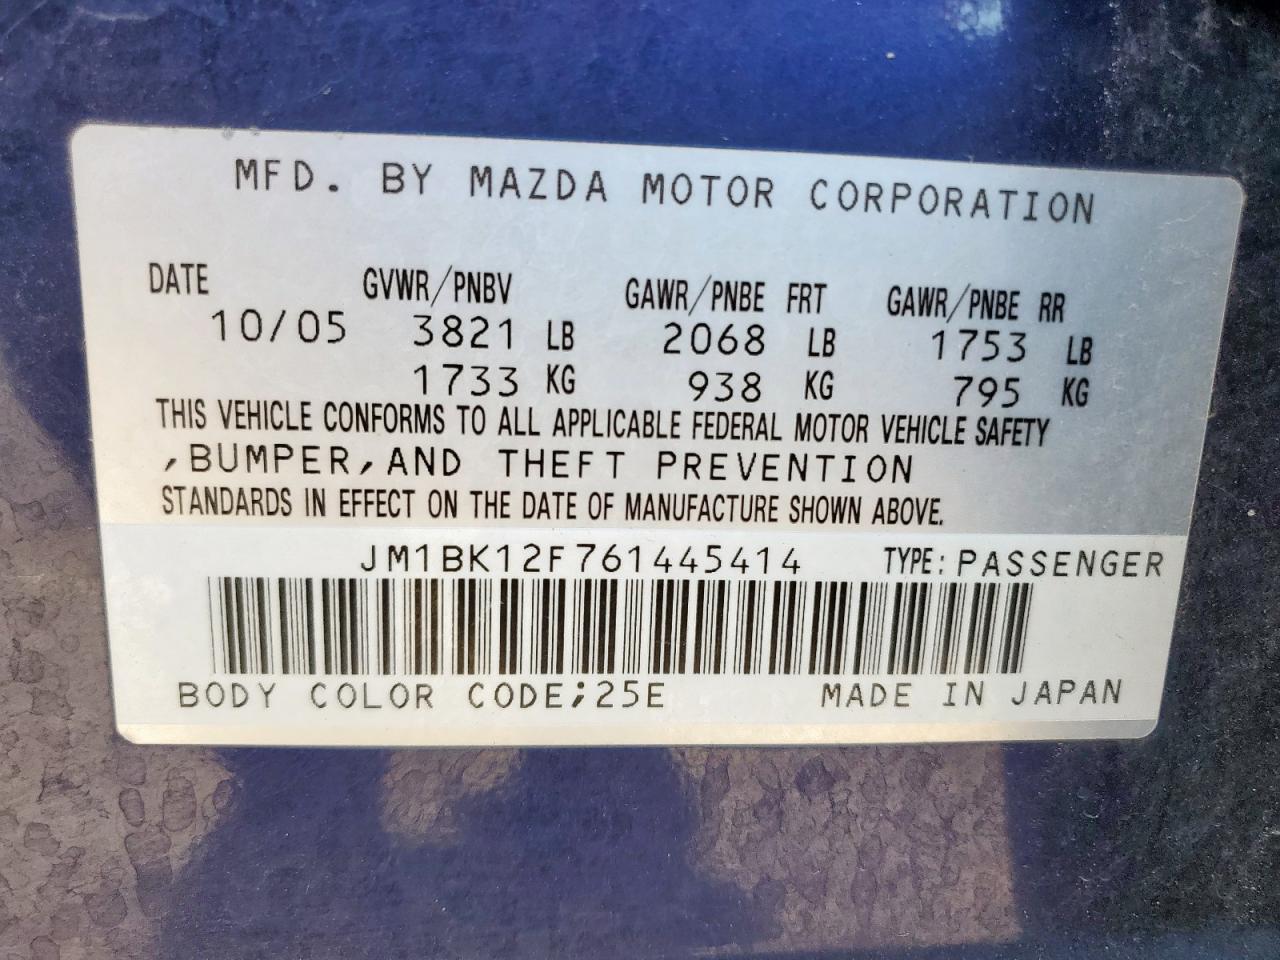 MFD. BY MAZDA MOTOR CORPORATION
DATE GVWR/PNBV GAWR/PNBE FRT GAWR/PNBE RR
10/05 3821 LB 2068 LB 1753 LB
1733 KG 938 KG 795 KG
THIS VEHICLE CONFORMS TO ALL APPLICABLE FEDERAL MOTOR VEHICLE SAFETY
,BUMPER,AND THEFT PREVENTION
STANDARDS IN EFFECT ON THE DATE OF MANUFACTURE SHOWN ABOVE.
JM1BK12F761445414 TYPE: PASSENGER
BODY COLOR CODE;25E MADE IN JAPAN